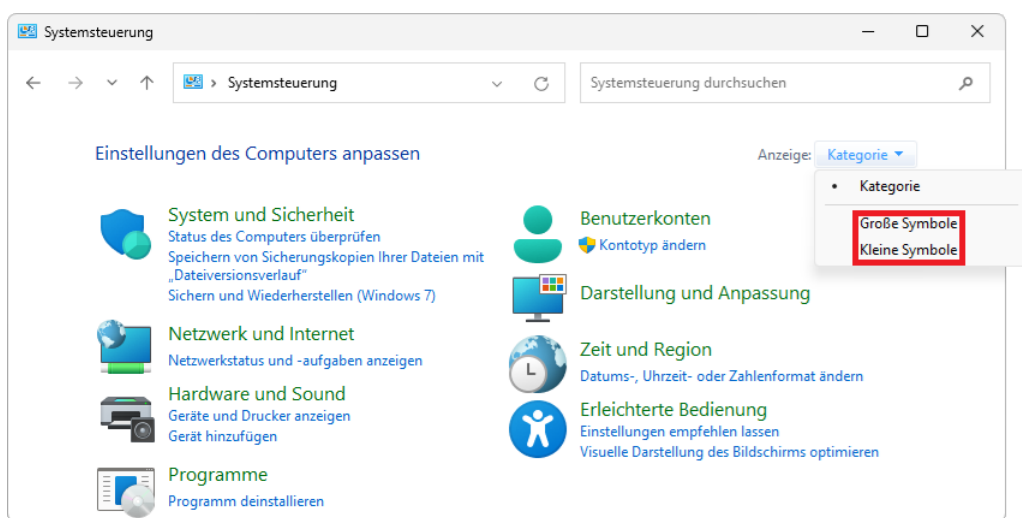 Systemsteuerung
Systemsteuerung
Systemsteuerung durchsuchen
Einstellungen des Computers anpassen
Anzeige: Kategorie
Kategorie
Große Symbole
Kleine Symbole
System und Sicherheit
Status des Computers überprüfen
Speichern von Sicherungskopien Ihrer Dateien mit
„Dateiversionsverlauf"
Sichern und Wiederherstellen (Windows 7)
Netzwerk und Internet
Netzwerkstatus und -aufgaben anzeigen
Hardware und Sound
Geräte und Drucker anzeigen
Gerät hinzufügen
Programme
Programm deinstallieren
Benutzerkonten
Kontotyp ändern
Darstellung und Anpassung
Zeit und Region
Datums-, Uhrzeit- oder Zahlenformat ändern
Erleichterte Bedienung
Einstellungen empfehlen lassen
Visuelle Darstellung des Bildschirms optimieren